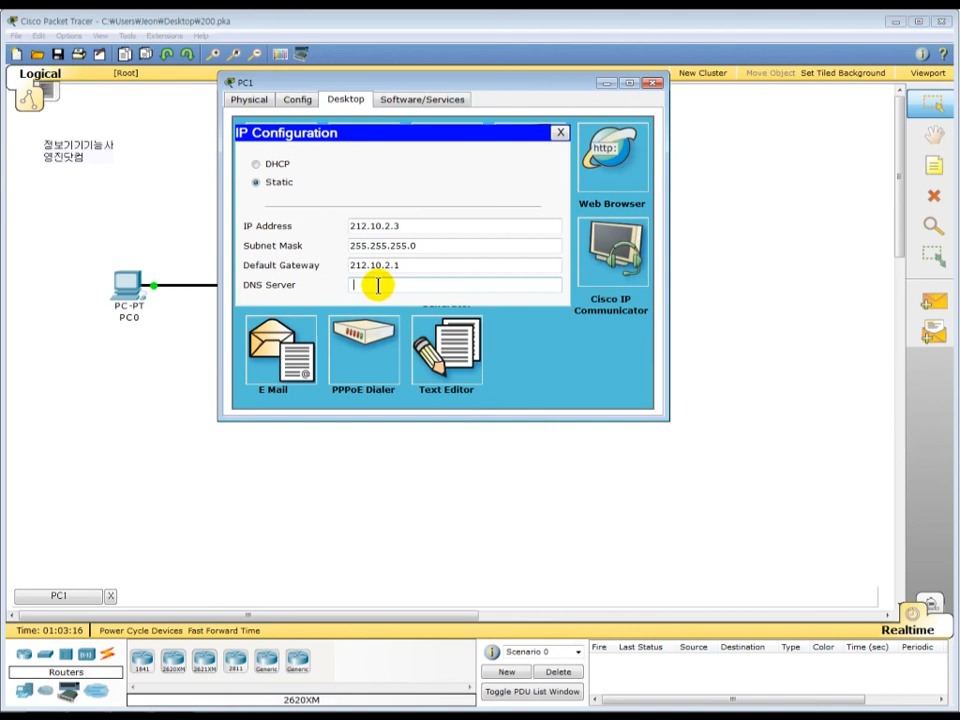 Cisco Packet Tracer - C:₩Users₩Jeon₩Desktop₩200.pka
File Edit Options View Tools Extensions Help
Logical
[Root]
New Cluster
Move Object
Set Tiled Background
Viewport
정보기기기능사
영진닷컴
PC-PT
PC0
PC1
Physical
Config
Desktop
Software/Services
IP Configuration
X
DHCP
Static
IP Address 212.10.2.3
Subnet Mask 255.255.255.0
Default Gateway 212.10.2.1
DNS Server
http:
Web Browser
Cisco IP
Communicator
E Mail
PPPoE Dialer
Text Editor
PC1
X
Time: 01:03:16
Power Cycle Devices Fast Forward Time
Realtime
Routers
1841
2620XM
2621XM
2811
Generic
Generic
2620XM
Scenario 0
New
Delete
Toggle PDU List Window
Fire Last Status Source Destination Type Color Time (sec) Periodic